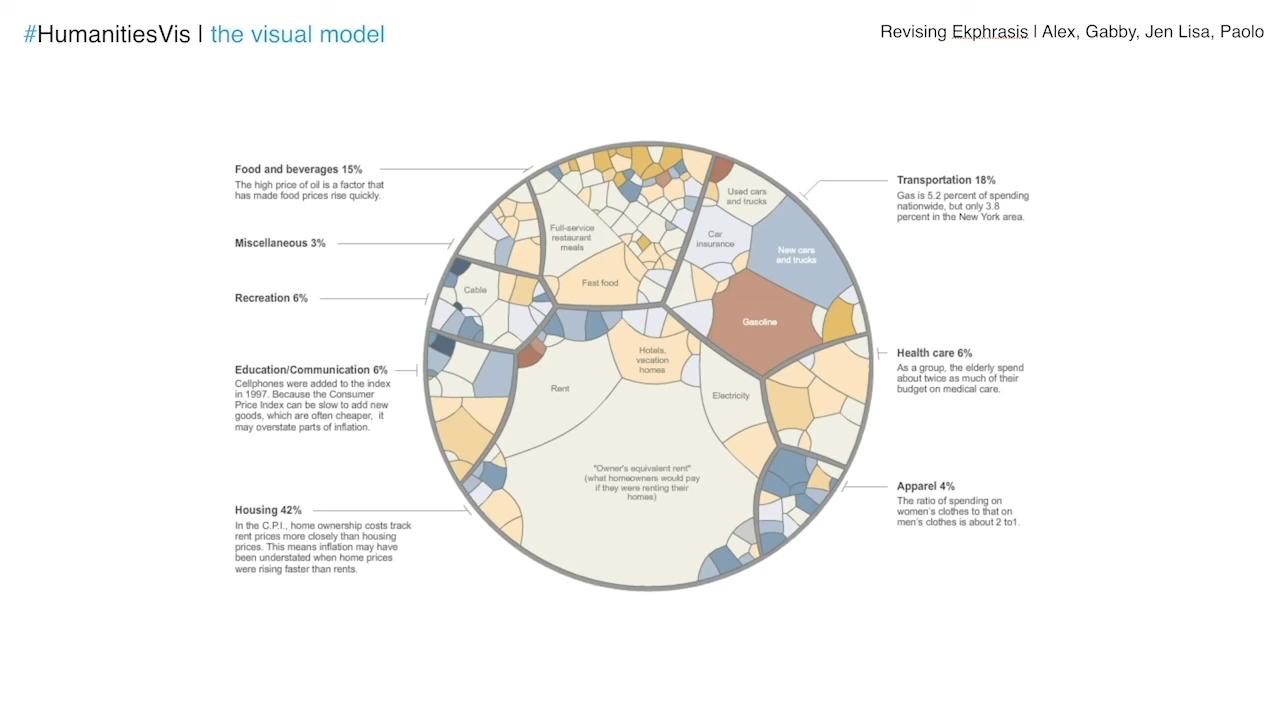 #HumanitiesVis | the visual model
Revising Ekphrasis | Alex, Gabby, Jen Lisa, Paolo
Food and beverages 15%
The high price of oil is a factor that
has made food prices rise quickly.
Miscellaneous 3%
Recreation 6%
Education/Communication 6%
Cellphones were added to the index
in 1997. Because the Consumer
Price Index can be slow to add new
goods, which are often cheaper, it
may overstate parts of inflation.
Housing 42%
In the C.P.I., home ownership costs track
rent prices more closely than housing
prices. This means inflation may have
been understated when home prices
were rising faster than rents.
Full-service
restaurant
meals
Fast food
Cable
Used cars
and trucks
Car
insurance
New cars
and trucks
Gasoline
Hotels,
vacation
homes
Rent
Electricity
"Owner's equivalent rent"
(what homeowners would pay
if they were renting their
homes)
Transportation 18%
Gas is 5.2 percent of spending
nationwide, but only 3.8
percent in the New York area.
Health care 6%
As a group, the elderly spend
about twice as much of their
budget on medical care.
Apparel 4%
The ratio of spending on
women's clothes to that on
men's clothes is about 2 to1.